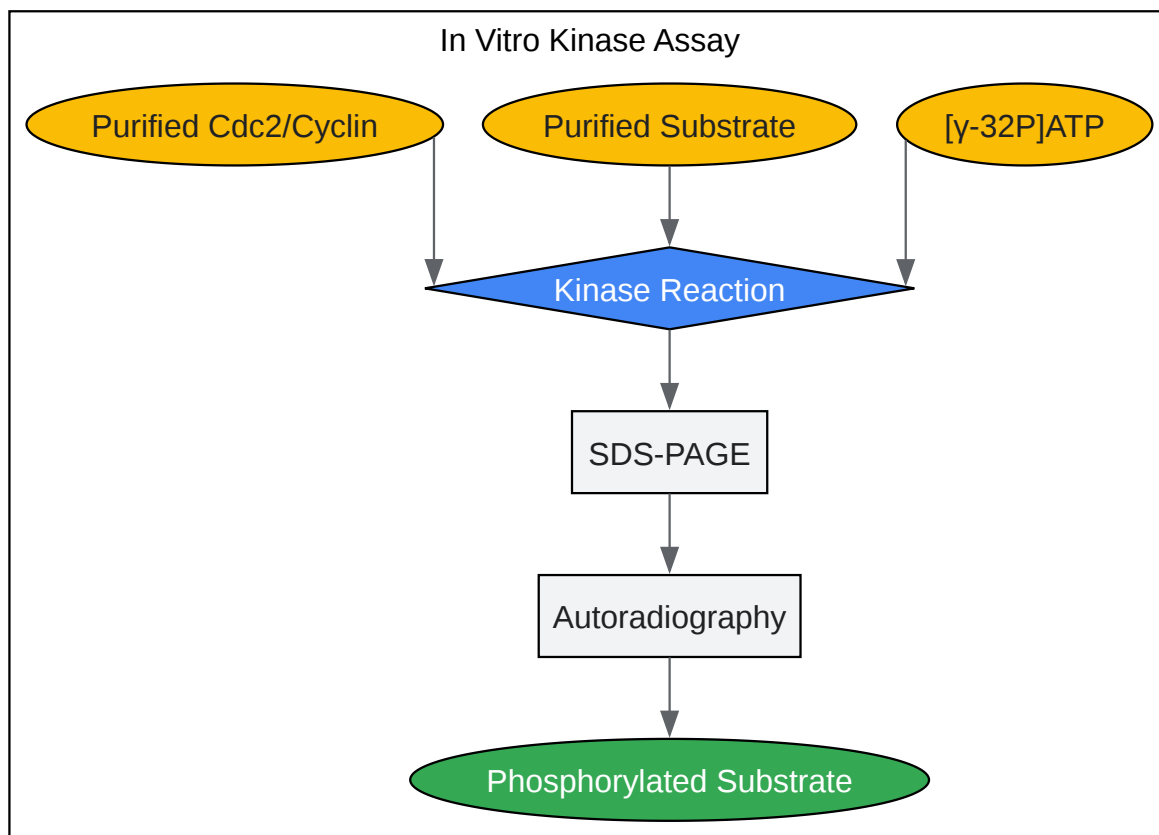 In Vitro Kinase Assay
Purified Cdc2/Cyclin
Purified Substrate
[γ-32P]ATP
Kinase Reaction
SDS-PAGE
Autoradiography
Phosphorylated Substrate